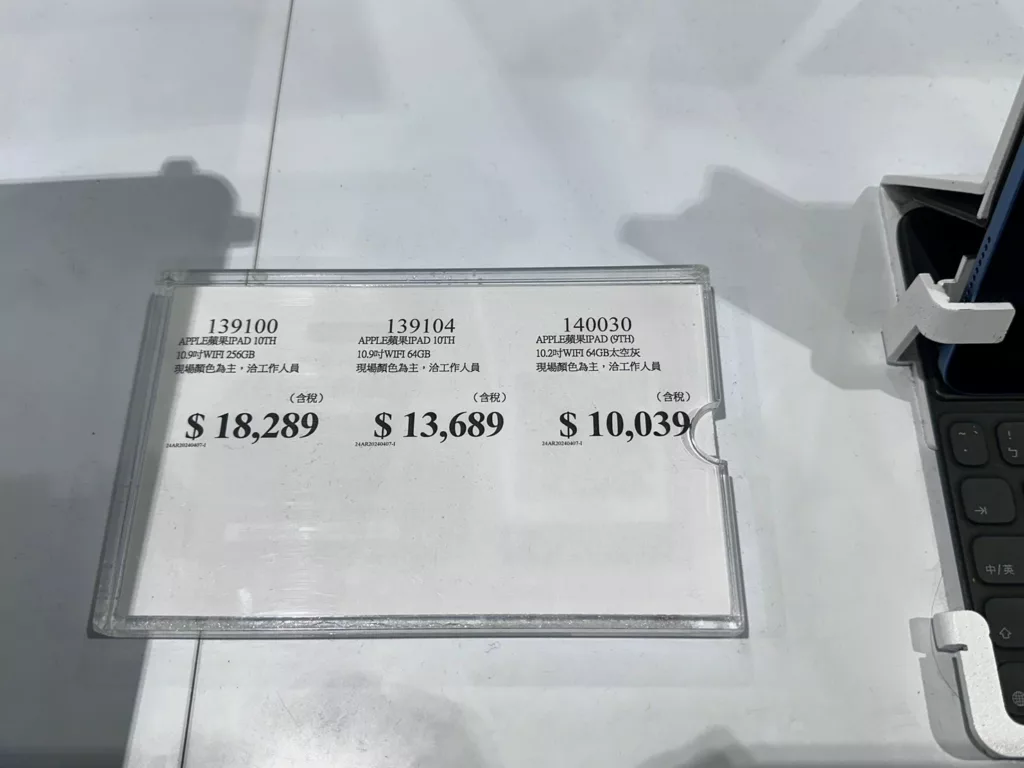 139100
APPLE蘋果IPAD 10TH
10.9吋WIFI 256GB
現場顏色為主，洽工作人員
（含稅）
$ 18,289
24AR20240407-I
139104
APPLE蘋果IPAD 10TH
10.9吋WIFI 64GB
現場顏色為主，洽工作人員
（含稅）
$ 13,689
24AR20240407-I
140030
APPLE蘋果IPAD (9TH)
10.2吋WIFI 64GB太空灰
現場顏色為主，洽工作人員
（含稅）
$ 10,039
24AR20240407-I
中/英